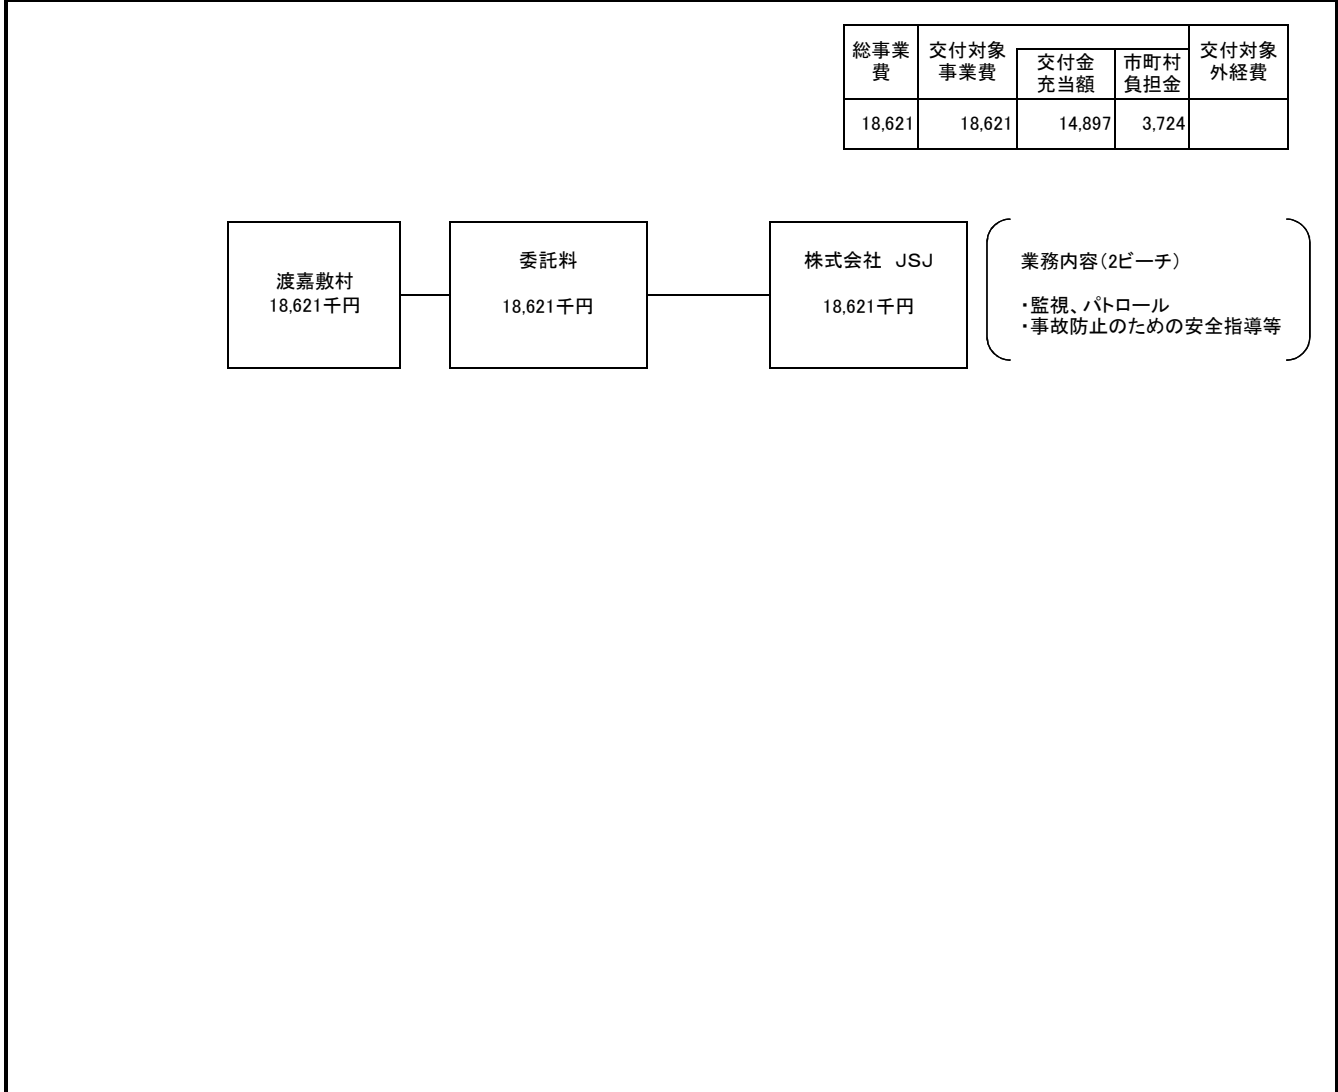 総事業
費
交付対象
事業費
交付金
充当額
市町村
負担金
交付対象
外経費
18,621 18,621 14,897 3,724
渡嘉敷村
18,621千円
委託料
18,621千円
株式会社　JSJ
18,621千円
業務内容（2ビーチ）
・監視、パトロール
・事故防止のための安全指導等